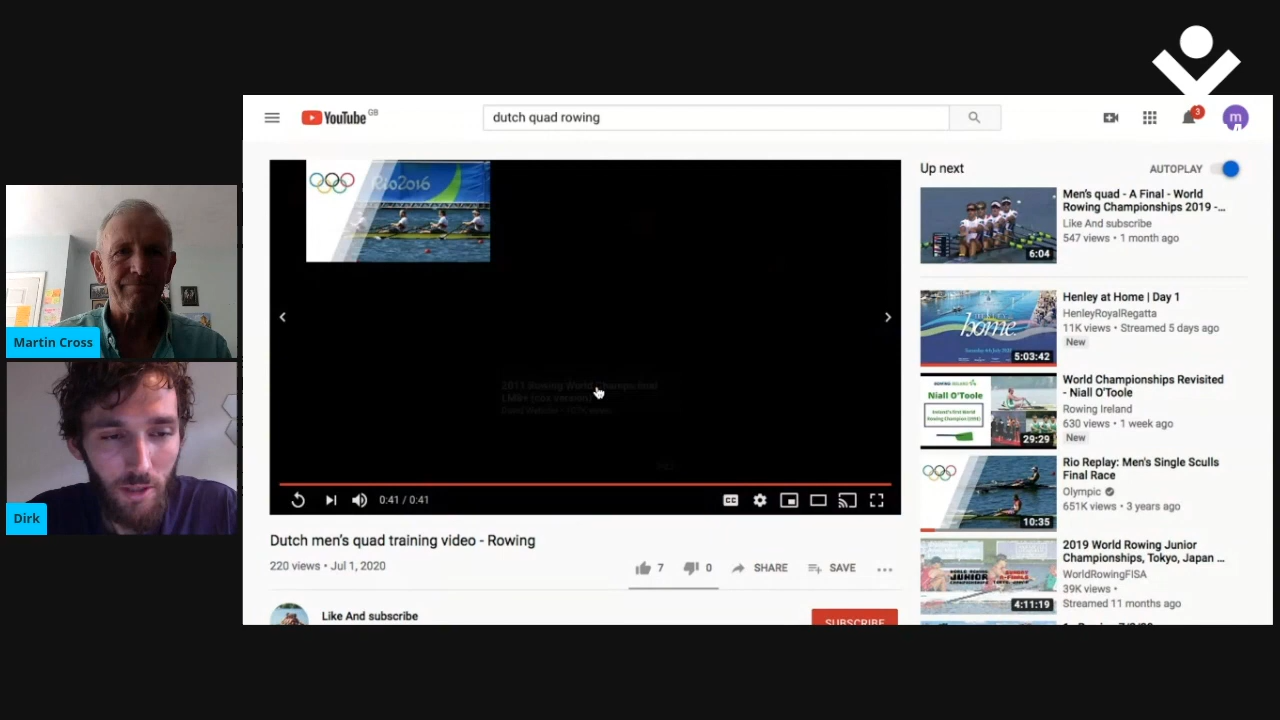 YouTube GB
dutch quad rowing
3
m
Rio2016
Up next
AUTOPLAY
Men's quad - A Final - World
Rowing Championships 2019 -...
Like And subscribe
547 views • 1 month ago
6:04
Henley at Home | Day 1
HenleyRoyalRegatta
11K views • Streamed 5 days ago
New
home
5:03:42
World Championships Revisited
- Niall O'Toole
Rowing Ireland
630 views • 1 week ago
New
Niall O'Toole
29:29
Rio Replay: Men's Single Sculls
Final Race
Olympic
651K views • 3 years ago
10:35
2019 World Rowing Junior
Championships, Tokyo, Japan ...
WorldRowingFISA
39K views •
Streamed 11 months ago
4:11:19
Martin Cross
Dirk
0:41 / 0:41
Dutch men's quad training video - Rowing
220 views • Jul 1, 2020
7
0
SHARE
SAVE
Like And subscribe
SUBSCRIBE